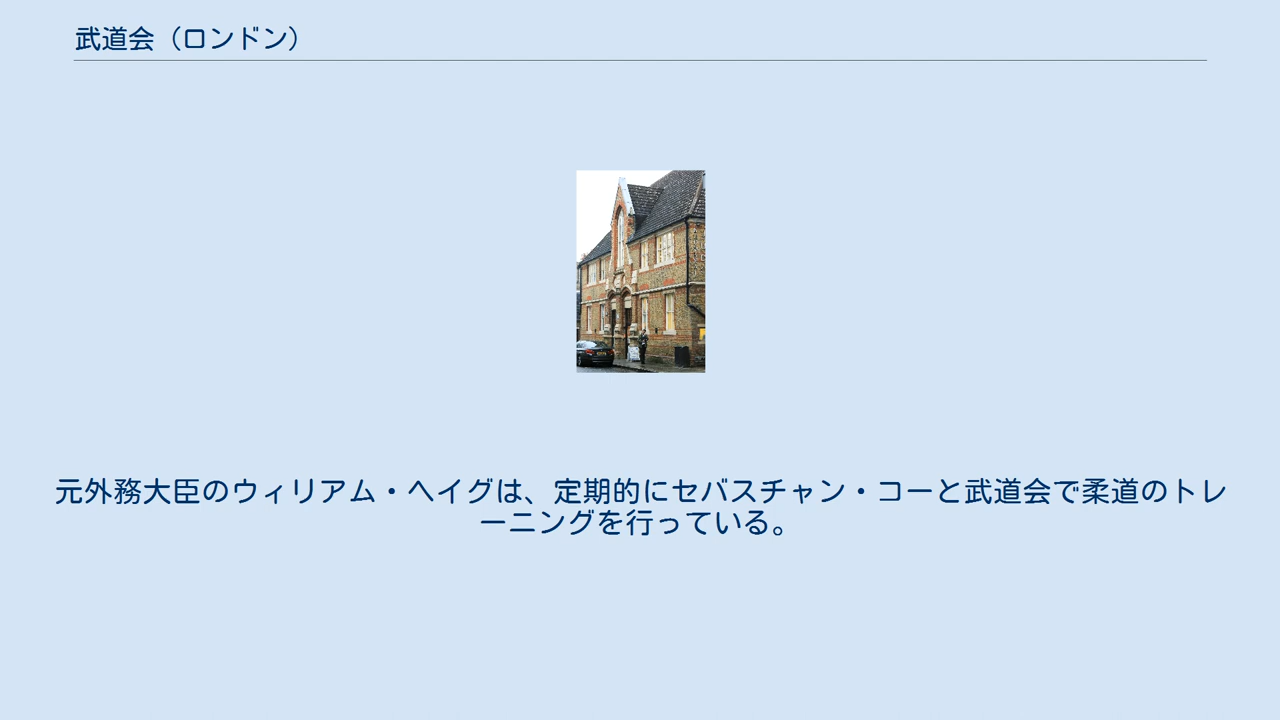 武道会（ロンドン）
元外務大臣のウィリアム・ヘイグは、定期的にセバスチャン・コーと武道会で柔道のトレ
ーニングを行っている。